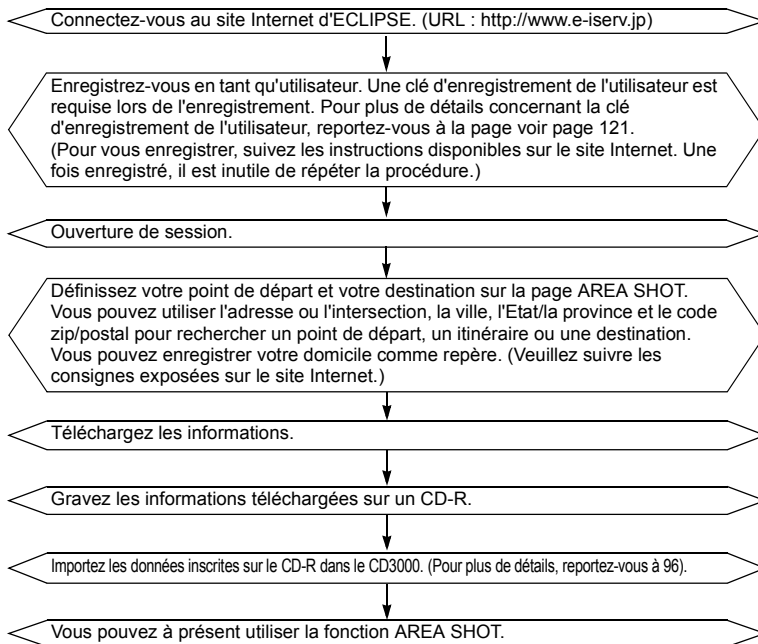 Connectez-vous au site Internet d'ECLIPSE. (URL : http://www.e-iserv.jp)
Enregistrez-vous en tant qu'utilisateur. Une clé d'enregistrement de l'utilisateur est
requise lors de l'enregistrement. Pour plus de détails concernant la clé
d'enregistrement de l'utilisateur, reportez-vous à la page voir page 121.
(Pour vous enregistrer, suivez les instructions disponibles sur le site Internet. Une
fois enregistré, il est inutile de répéter la procédure.)
Ouverture de session.
Définissez votre point de départ et votre destination sur la page AREA SHOT.
Vous pouvez utiliser l'adresse ou l'intersection, la ville, l'Etat/la province et le code
zip/postal pour rechercher un point de départ, un itinéraire ou une destination.
Vous pouvez enregistrer votre domicile comme repère. (Veuillez suivre les
consignes exposées sur le site Internet.)
Téléchargez les informations.
Gravez les informations téléchargées sur un CD-R.
Importez les données inscrites sur le CD-R dans le CD3000. (Pour plus de détails, reportez-vous à 96).
Vous pouvez à présent utiliser la fonction AREA SHOT.